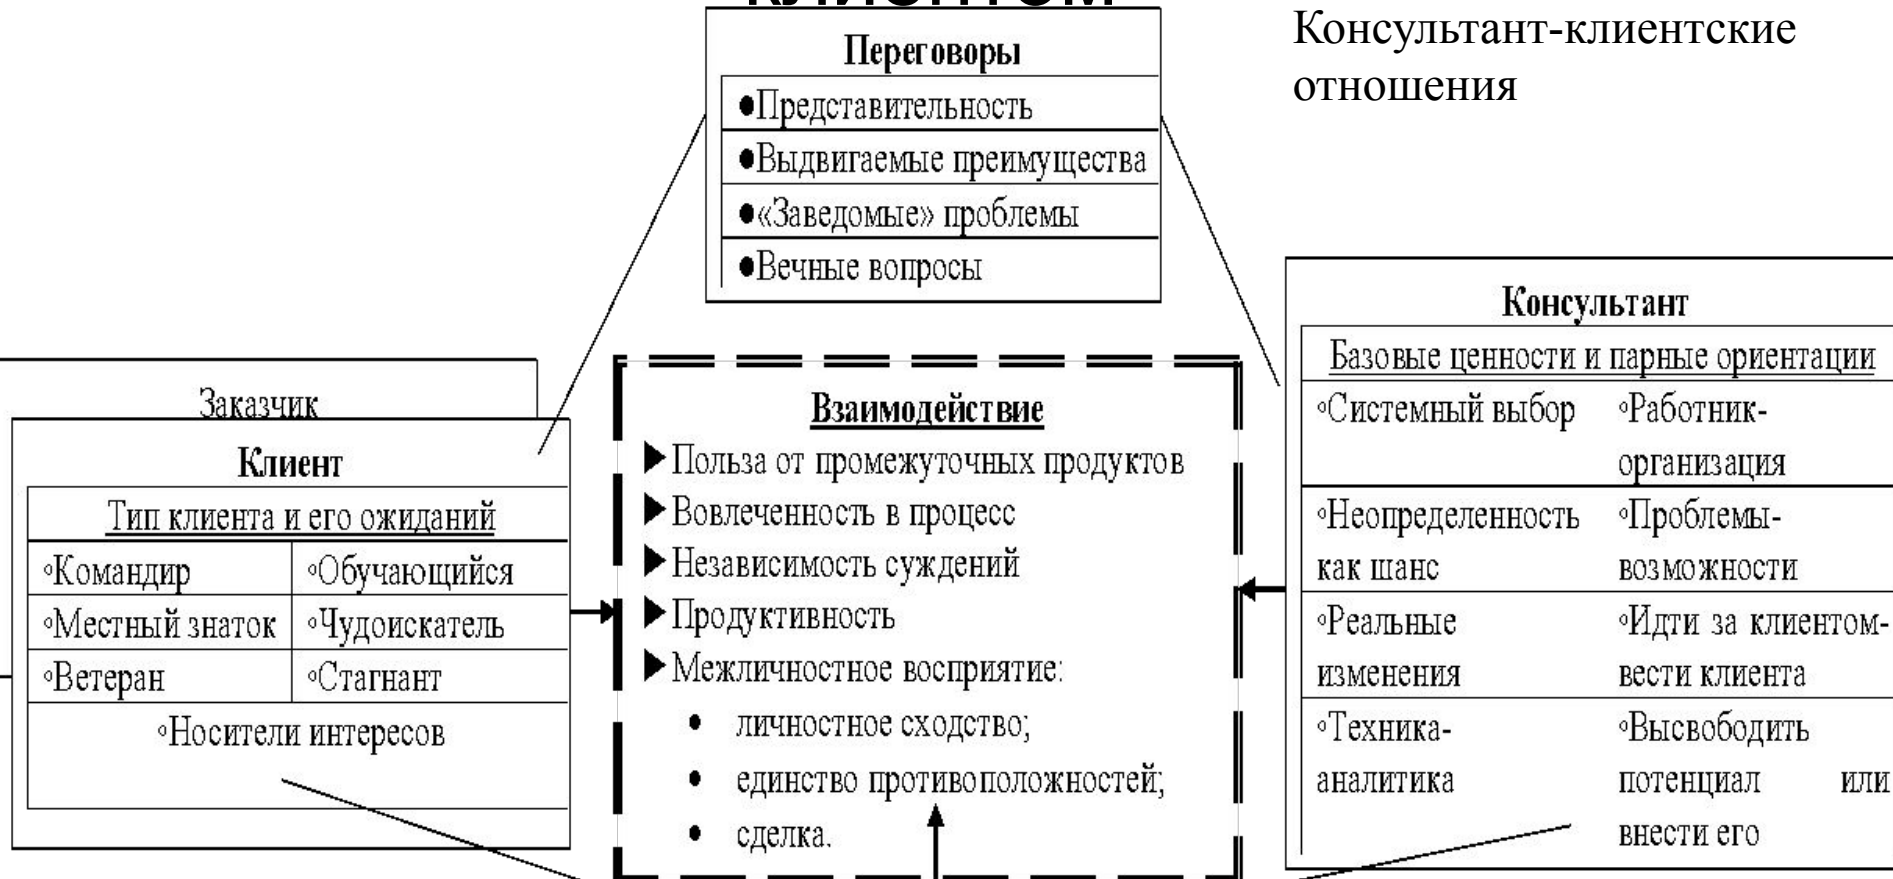 клиентом
Консультант-клиентские
отношения
Переговоры
●Представительность
●Выдвигаемые преимущества
●«Заведомые» проблемы
●Вечные вопросы
Заказчик
Клиент
Тип клиента и его ожиданий
◦Командир ◦Обучающийся
◦Местный знаток ◦Чудоискатель
◦Ветеран ◦Стагнант
◦Носители интересов
Взаимодействие
Польза от промежуточных продуктов
Вовлеченность в процесс
Независимость суждений
Продуктивность
Межличностное восприятие:
• личностное сходство;
• единство противоположностей;
• сделка.
Консультант
Базовые ценности и парные ориентации
◦Системный выбор ◦Работник-
организация
◦Неопределенность ◦Проблемы-
как шанс возможности
◦Реальные ◦Идти за клиентом-
изменения вести клиента
◦Техника- ◦Высвободить
аналитика потенциал или
внести его